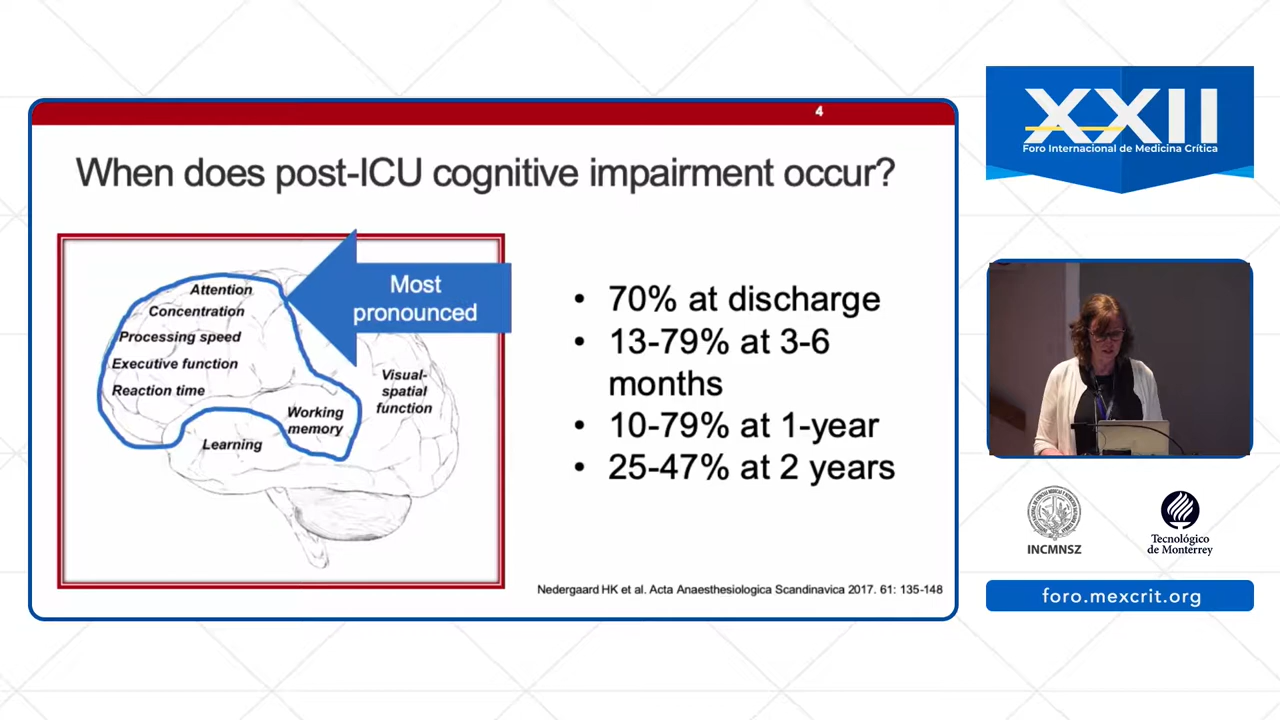 4
When does post-ICU cognitive impairment occur?
Most
pronounced
Attention
Concentration
Processing speed
Executive function
Reaction time
Working
memory
Learning
Visual-
spatial
function
• 70% at discharge
• 13-79% at 3-6
months
• 10-79% at 1-year
• 25-47% at 2 years
Nedergaard HK et al. Acta Anaesthesiologica Scandinavica 2017. 61: 135-148
XXII
Foro Internacional de Medicina Crítica
INCMNSZ
Tecnológico
de Monterrey
foro.mexcrit.org